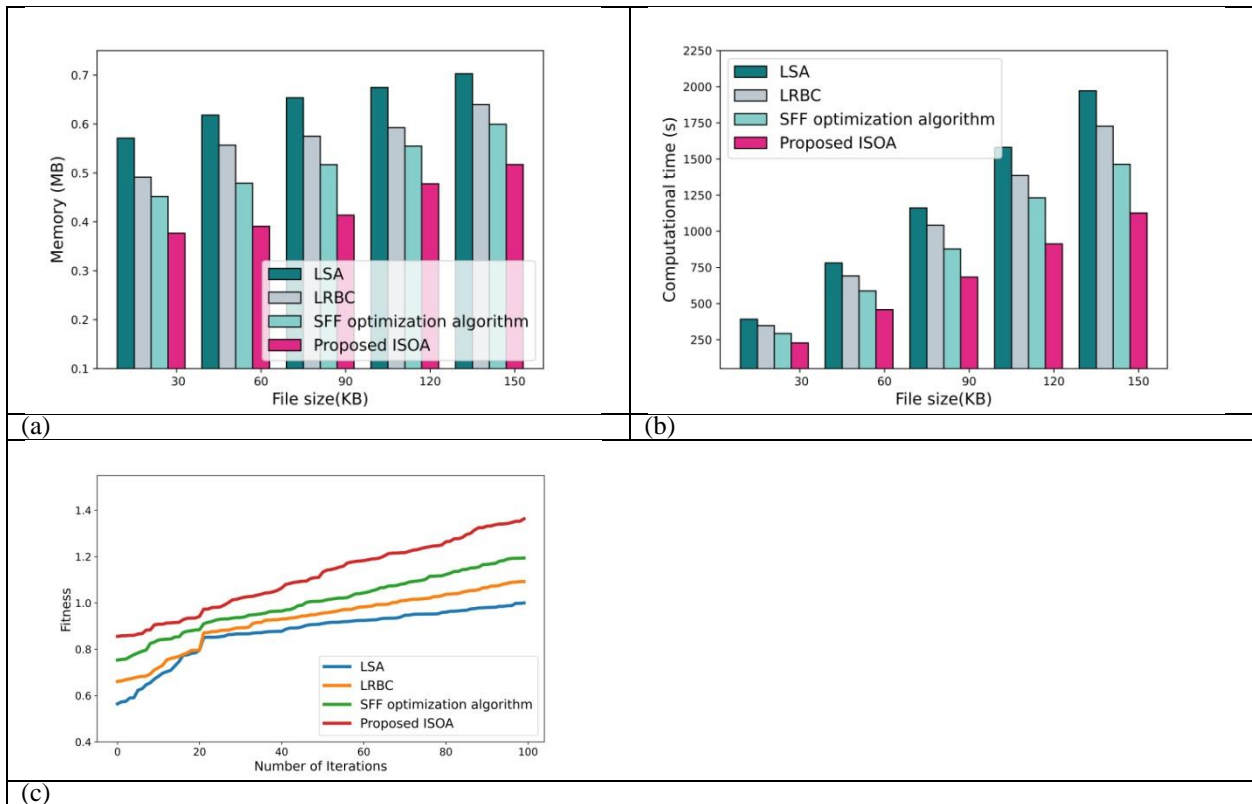 0.7
0.6
0.5
0.4
0.3
0.2
0.1
Memory (MB)
LSA
LRBC
SFF optimization algorithm
Proposed ISOA
30 60 90 120 150
File size(KB)
(a)
2250
2000
1750
1500
1250
1000
750
500
250
Computational time (s)
LSA
LRBC
SFF optimization algorithm
Proposed ISOA
30 60 90 120 150
File size(KB)
(b)
1.4
1.2
1.0
0.8
0.6
0.4
Fitness
LSA
LRBC
SFF optimization algorithm
Proposed ISOA
0 20 40 60 80 100
Number of Iterations
(c)